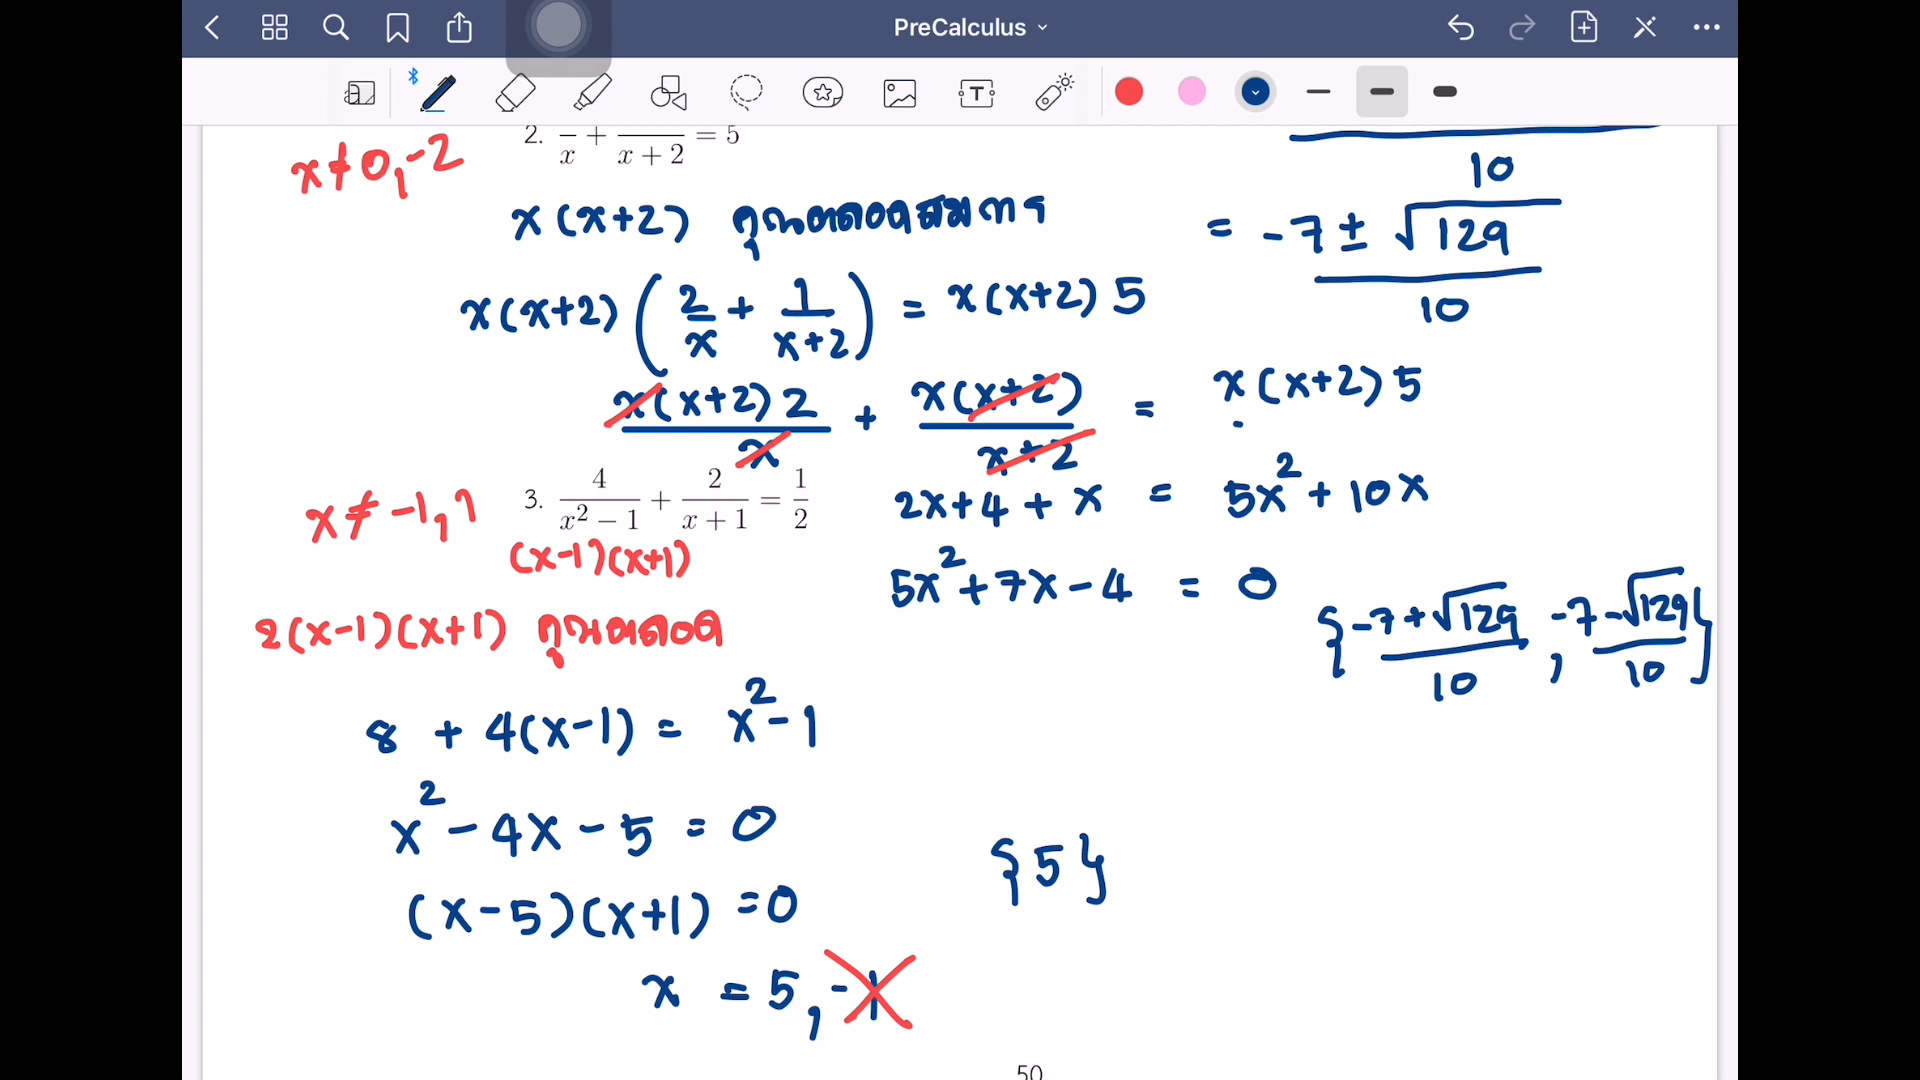 PreCalculus
x ≠ 0, -2
2. /x + /(x + 2) = 5
x(x+2) คูณตลอดสมการ
x(x+2) ( 2/x + 1/(x+2) ) = x(x+2) 5
x(x+2) 2 / x + x(x+2) / (x+2) = x(x+2) 5
2x+4 + x = 5x² + 10x
5x² + 7x - 4 = 0
10
= -7 ± √129 / 10
{ (-7+√129)/10 , (-7-√129)/10 }
x ≠ -1, 1
3. 4/(x² − 1) + 2/(x + 1) = 1/2
(x-1)(x+1)
2(x-1)(x+1) คูณตลอด
8 + 4(x-1) = x² - 1
x² - 4x - 5 = 0
(x-5)(x+1) = 0
x = 5, -1
{5}
50